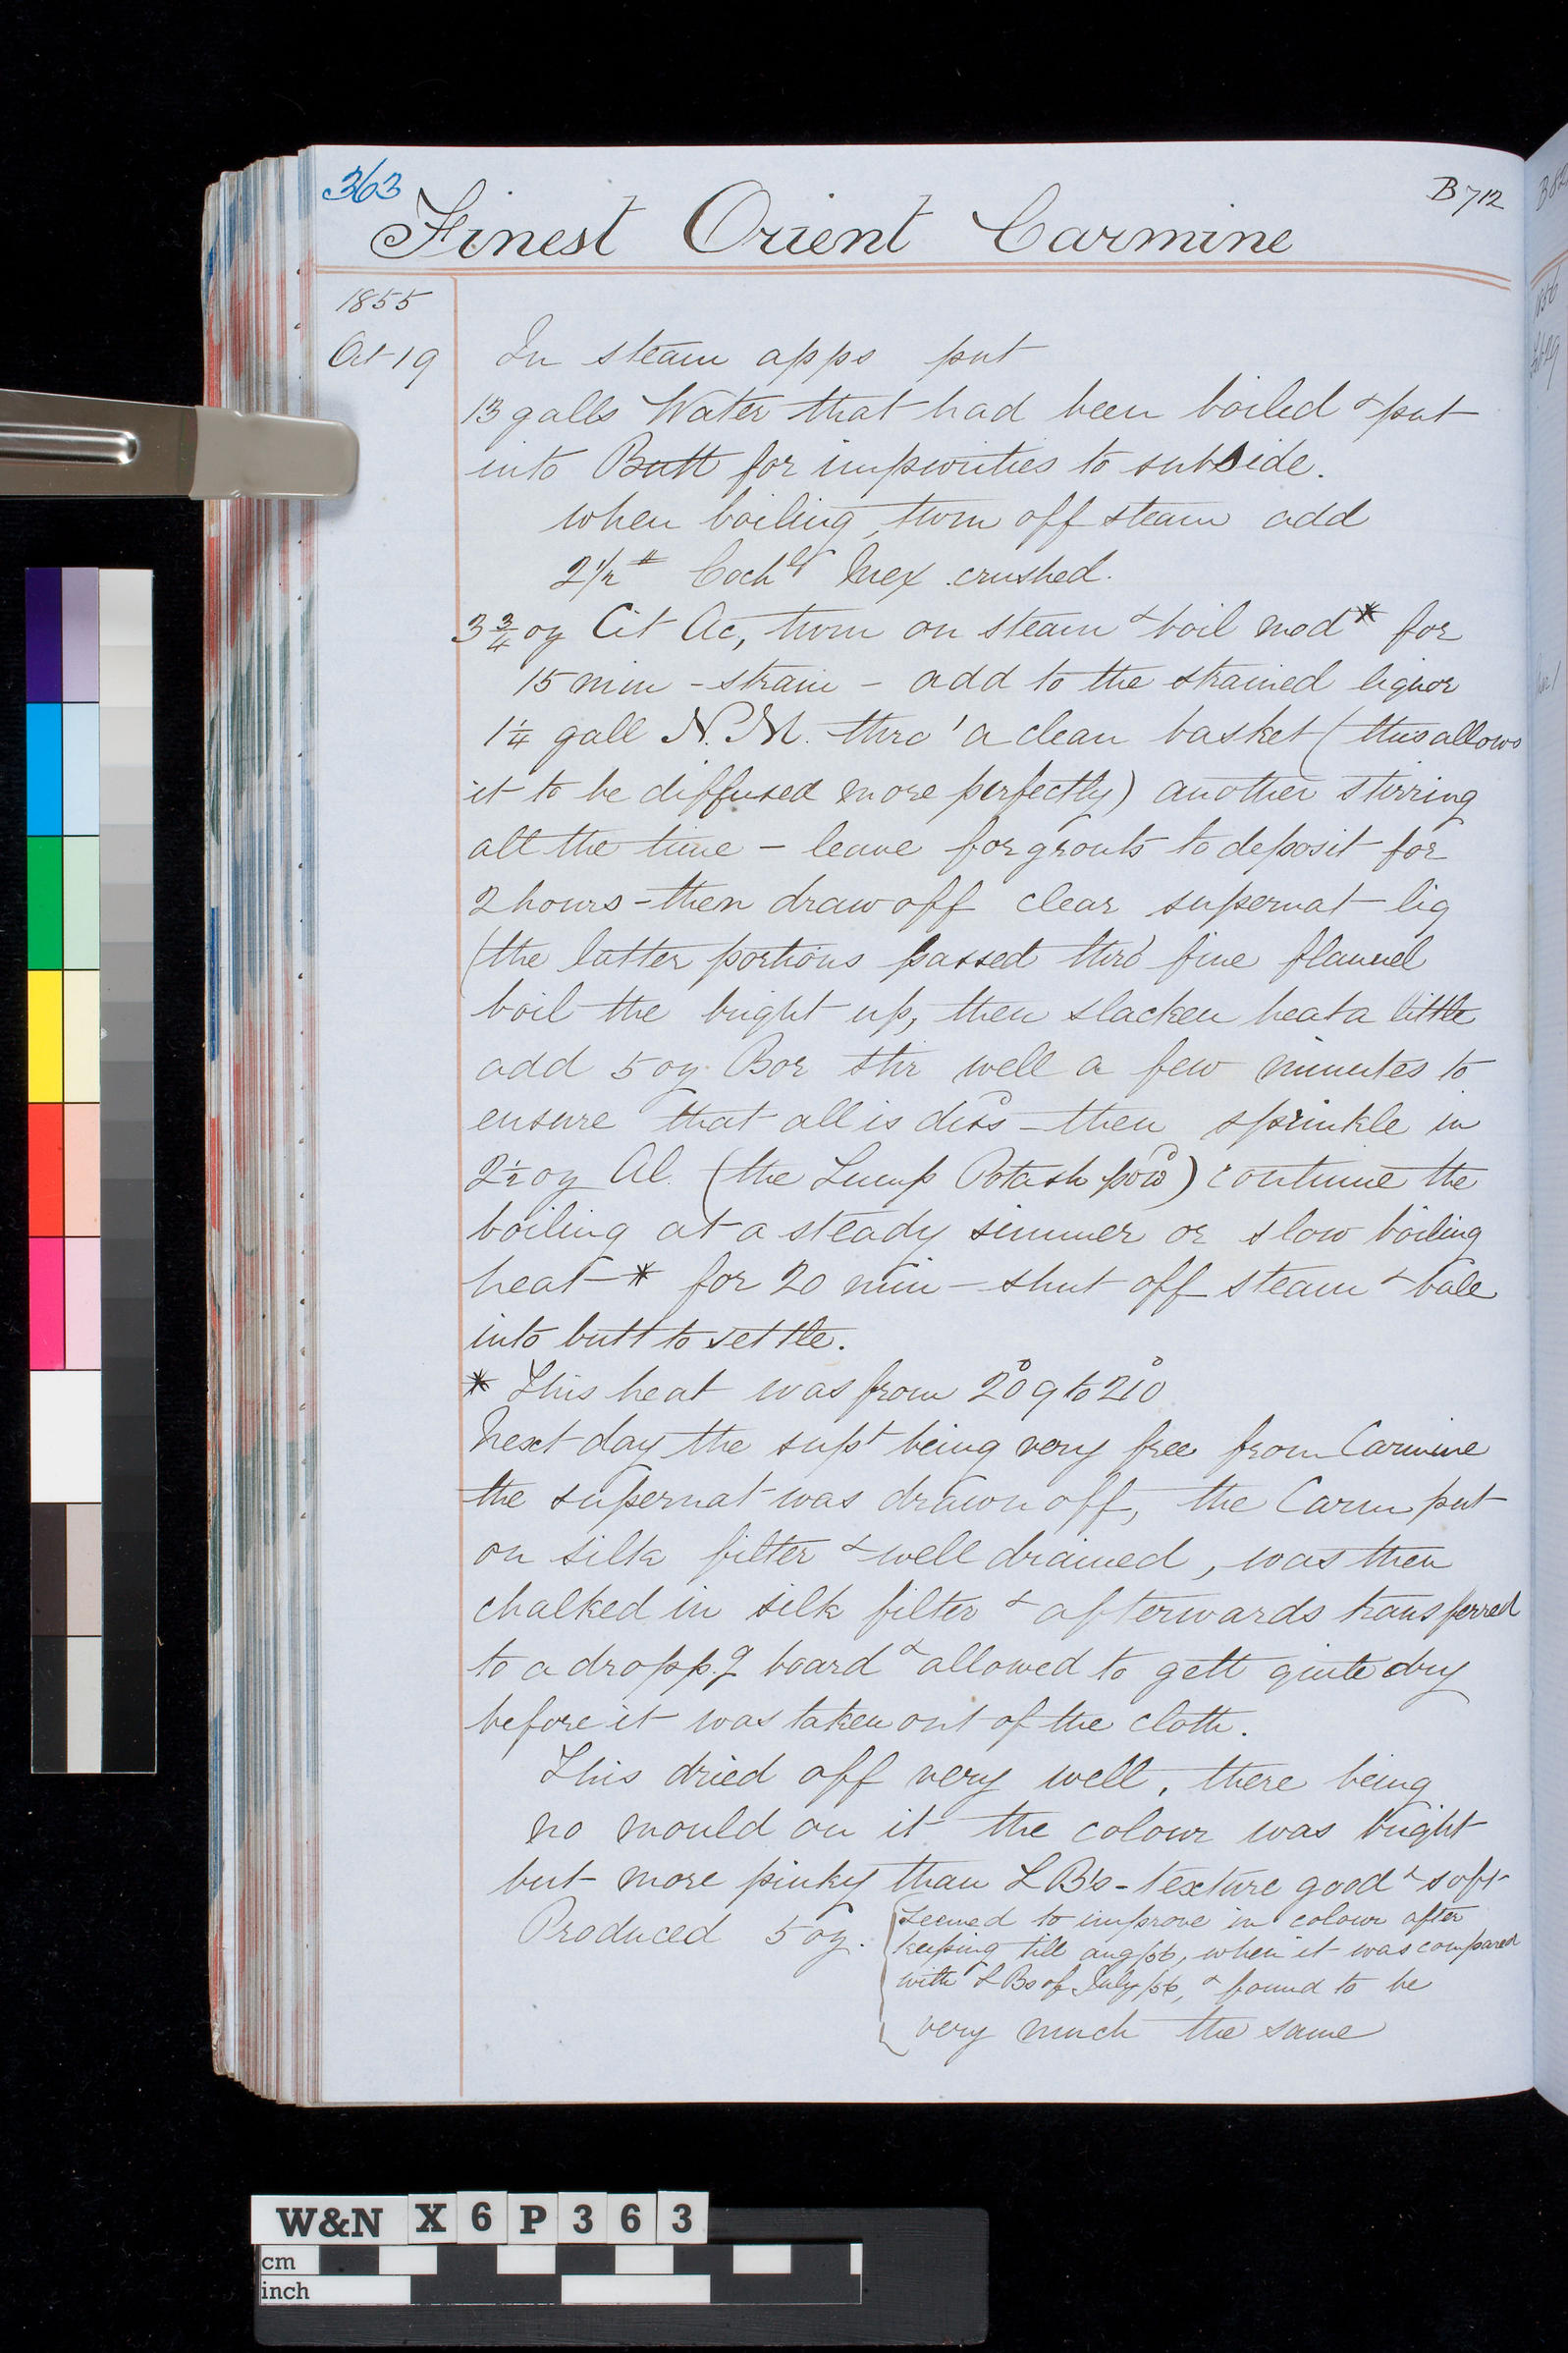 363
B712
Finest Orient Carmine
1855
Oct 19
In steam apps put
13 galls Water that had been boiled & put
into Butt for impurities to subside.
when boiling, turn off steam add
2 1/2 # Coch Mex crushed.
3 3/4 oz Cit Ac, turn on steam & boil mod * for
15 min - strain - add to the strained liquor
1 1/4 gall N.M. thro' a clean basket (this allows
it to be diffused more perfectly) another stirring
all the time - leave for grouts to deposit for
2 hours - then draw off clear supernat liq
(the latter portions passed thro' fine flannel
boil the bright up, then slacken heat a little
add 5 oz Bor stir well a few minutes to
ensure that all is diss - then sprinkle in
2 1/2 oz Al. (the Lump Potash pow) continue the
boiling at a steady simmer or slow boiling
heat * for 20 min - shut off steam & bale
into butt to settle.
* This heat was from 209° to 210°
Next day the supt being very free from Carmine
the supernat was drawn off, the Carm put
on silk filter & well drained, was then
chalked in silk filter & afterwards transferred
to a dropp.g board & allowed to gett quite dry
before it was taken out of the cloth.
This dried off very well, there being
no mould on it the colour was bright
but more pinky than LB's - texture good & soft
Produced 5 oz.
Seemed to improve in colour after
keeping till aug/56, when it was compared
with LBs of July/56, & found to be
very much the same
W&N X6P363
cm
inch